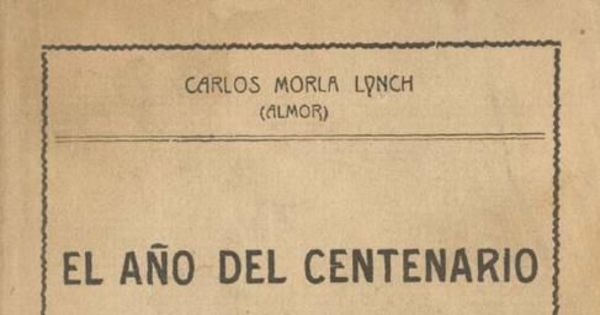 CARLOS MORLA LYNCH
(ALMOR)
EL AÑO DEL CENTENARIO